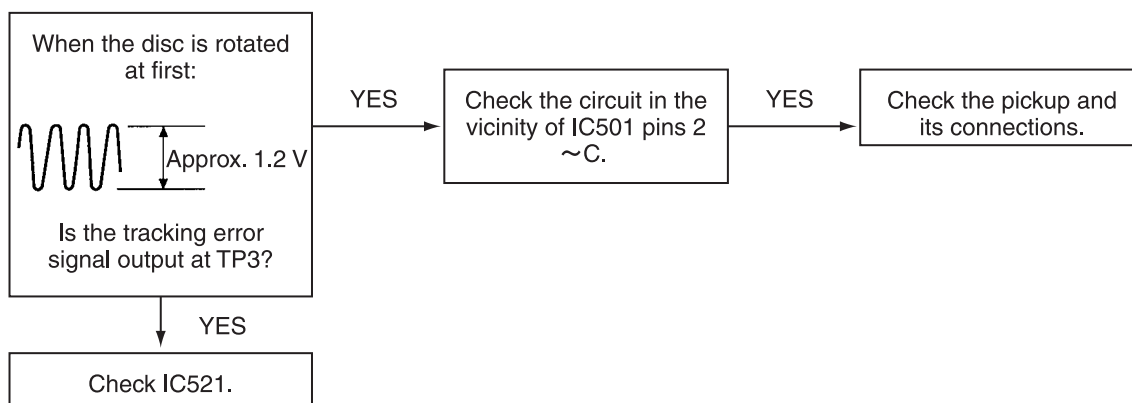 When the disc is rotated
at first:
Approx. 1.2 V
Is the tracking error
signal output at TP3?
YES
Check the circuit in the
vicinity of IC501 pins 2
~C.
YES
Check the pickup and
its connections.
YES
Check IC521.